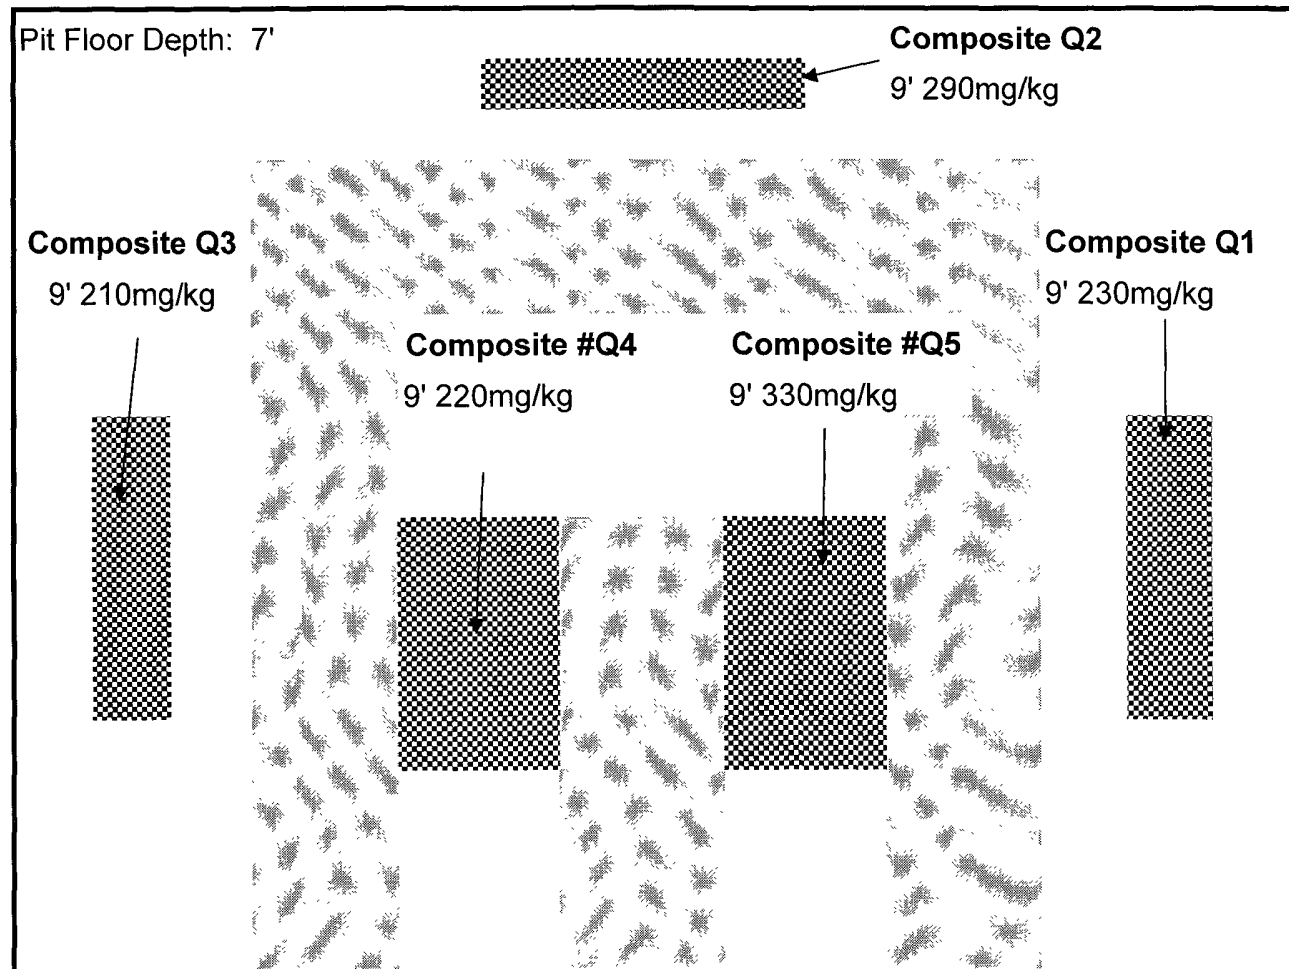 Pit Floor Depth: 7'
Composite Q2
9' 290mg/kg
Composite Q3
9' 210mg/kg
Composite Q1
9' 230mg/kg
Composite #Q4
9' 220mg/kg
Composite #Q5
9' 330mg/kg